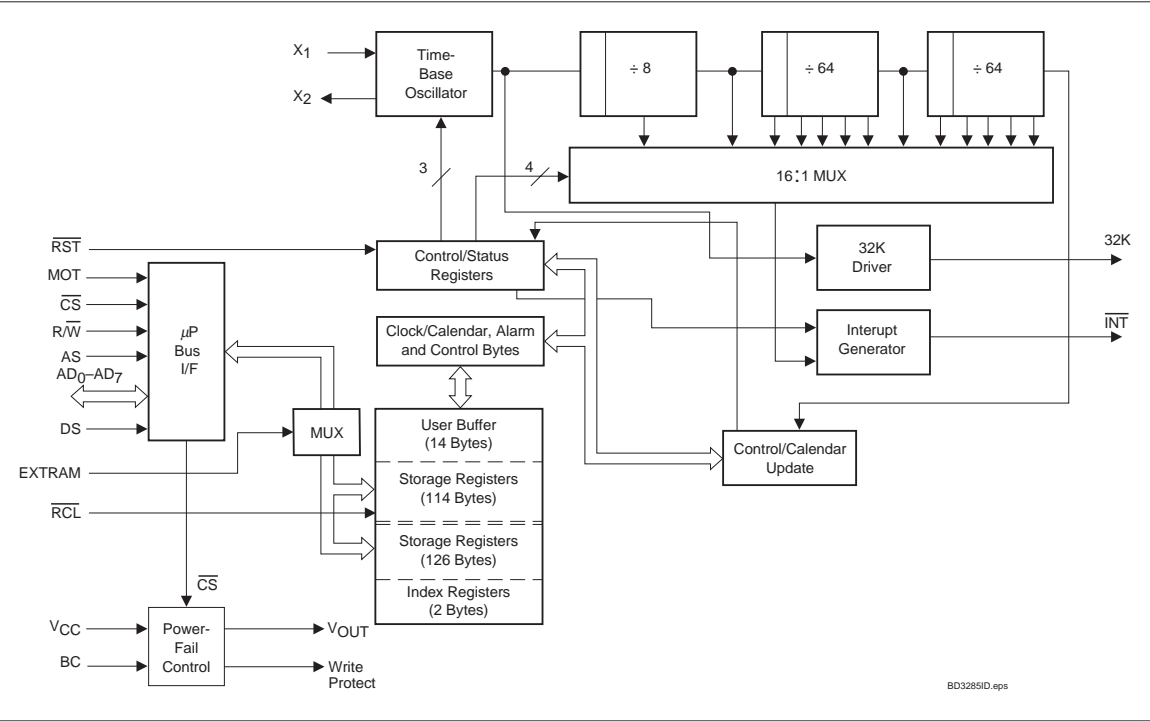 X1
X2
Time-
Base
Oscillator
÷ 8
÷ 64
÷ 64
3
4
16:1 MUX
RST
MOT
CS
R/W
AS
AD0–AD7
DS
EXTRAM
RCL
µP
Bus
I/F
Control/Status
Registers
32K
Driver
32K
Clock/Calendar, Alarm
and Control Bytes
Interupt
Generator
INT
MUX
User Buffer
(14 Bytes)
Storage Registers
(114 Bytes)
Storage Registers
(126 Bytes)
Index Registers
(2 Bytes)
Control/Calendar
Update
CS
VCC
BC
Power-
Fail
Control
VOUT
Write
Protect
BD3285ID.eps